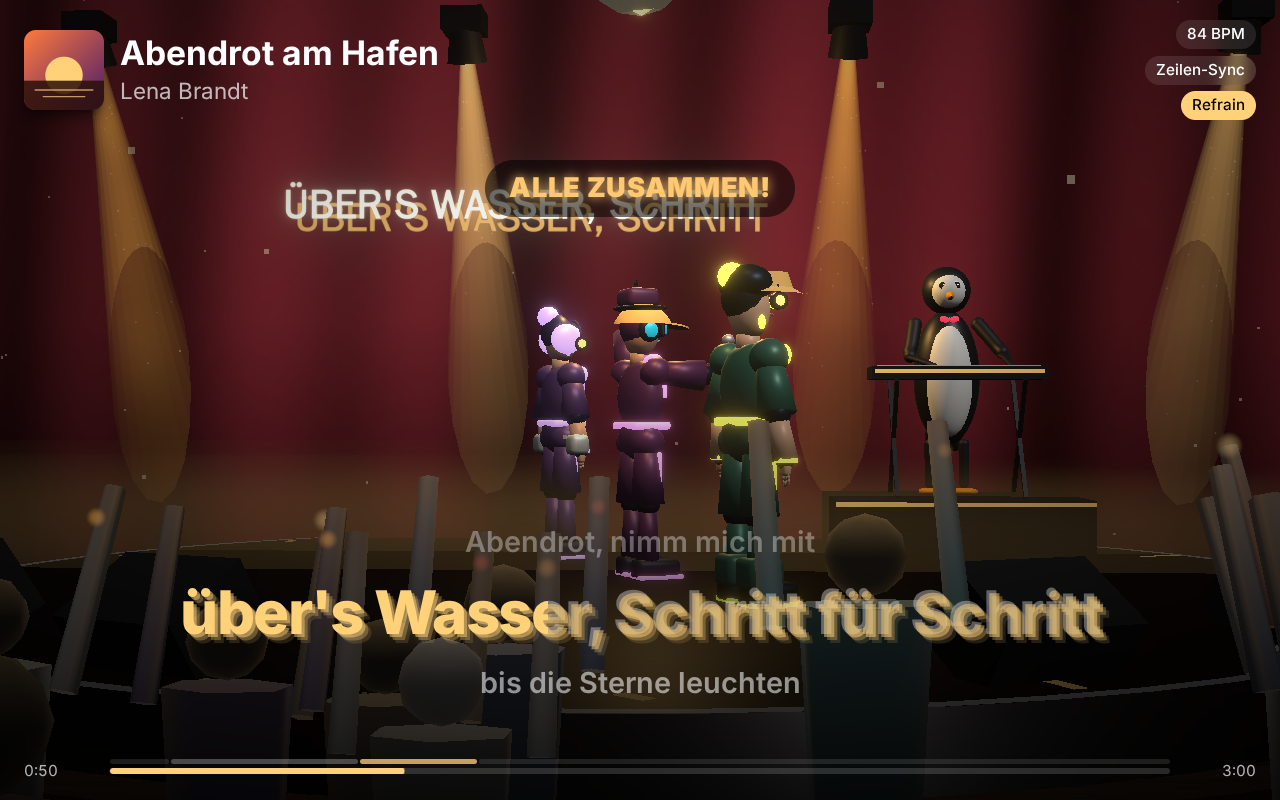 Abendrot am Hafen
Lena Brandt
84 BPM
Zeilen-Sync
Refrain
ALLE ZUSAMMEN!
ÜBER'S WASSER, SCHRITT
Abendrot, nimm mich mit
über's Wasser, Schritt für Schritt
bis die Sterne leuchten
0:50
3:00